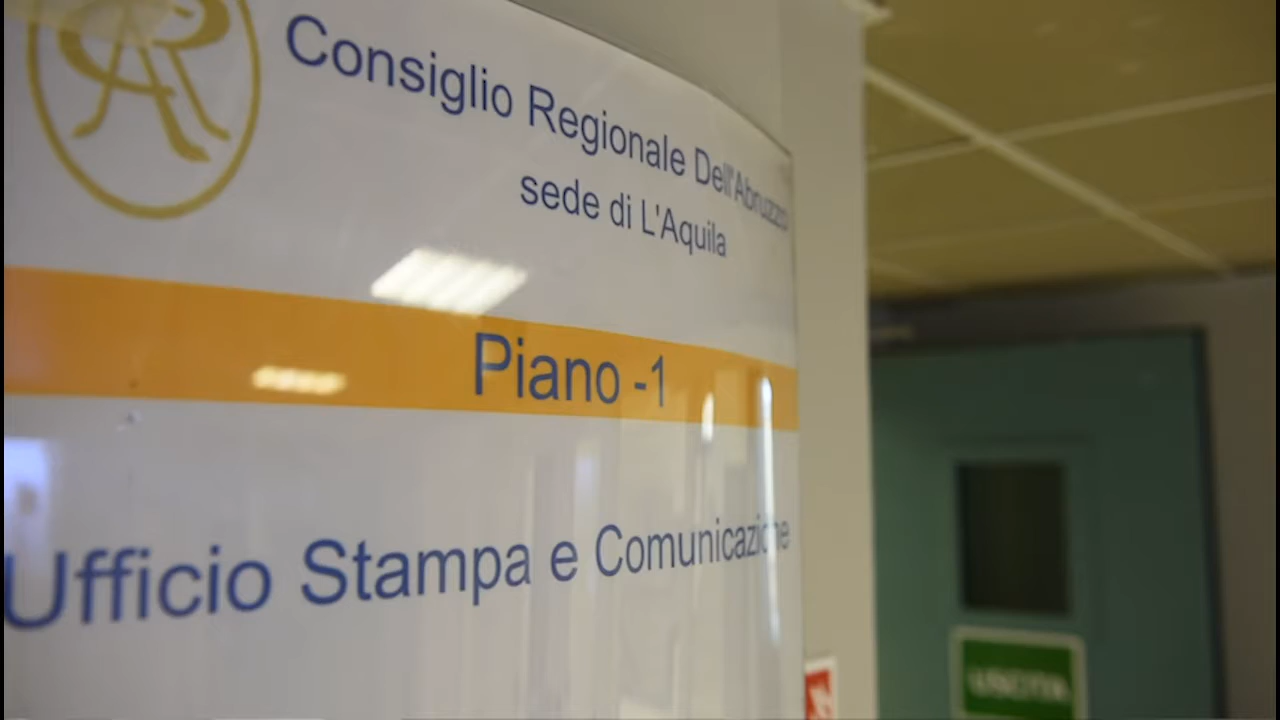 Consiglio Regionale Dell'Abruzzo
sede di L'Aquila
Piano -1
Ufficio Stampa e Comunicazione
USCITA